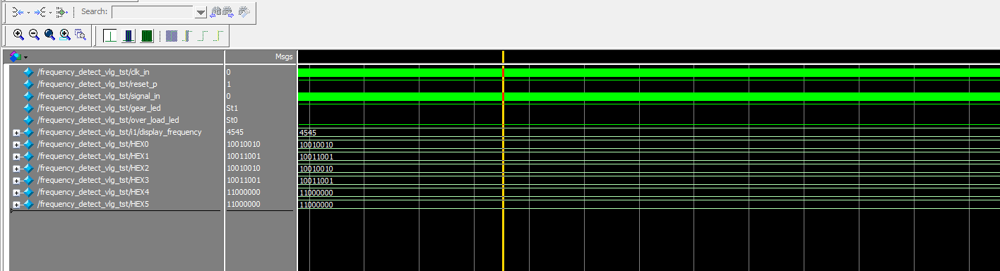 Search:
Msgs
/frequency_detect_vlg_tst/clk_in 0
/frequency_detect_vlg_tst/reset_p 1
/frequency_detect_vlg_tst/signal_in 0
/frequency_detect_vlg_tst/gear_led St1
/frequency_detect_vlg_tst/over_load_led St0
/frequency_detect_vlg_tst/i1/display_frequency 4545 4545
/frequency_detect_vlg_tst/HEX0 10010010 10010010
/frequency_detect_vlg_tst/HEX1 10011001 10011001
/frequency_detect_vlg_tst/HEX2 10010010 10010010
/frequency_detect_vlg_tst/HEX3 10011001 10011001
/frequency_detect_vlg_tst/HEX4 11000000 11000000
/frequency_detect_vlg_tst/HEX5 11000000 11000000